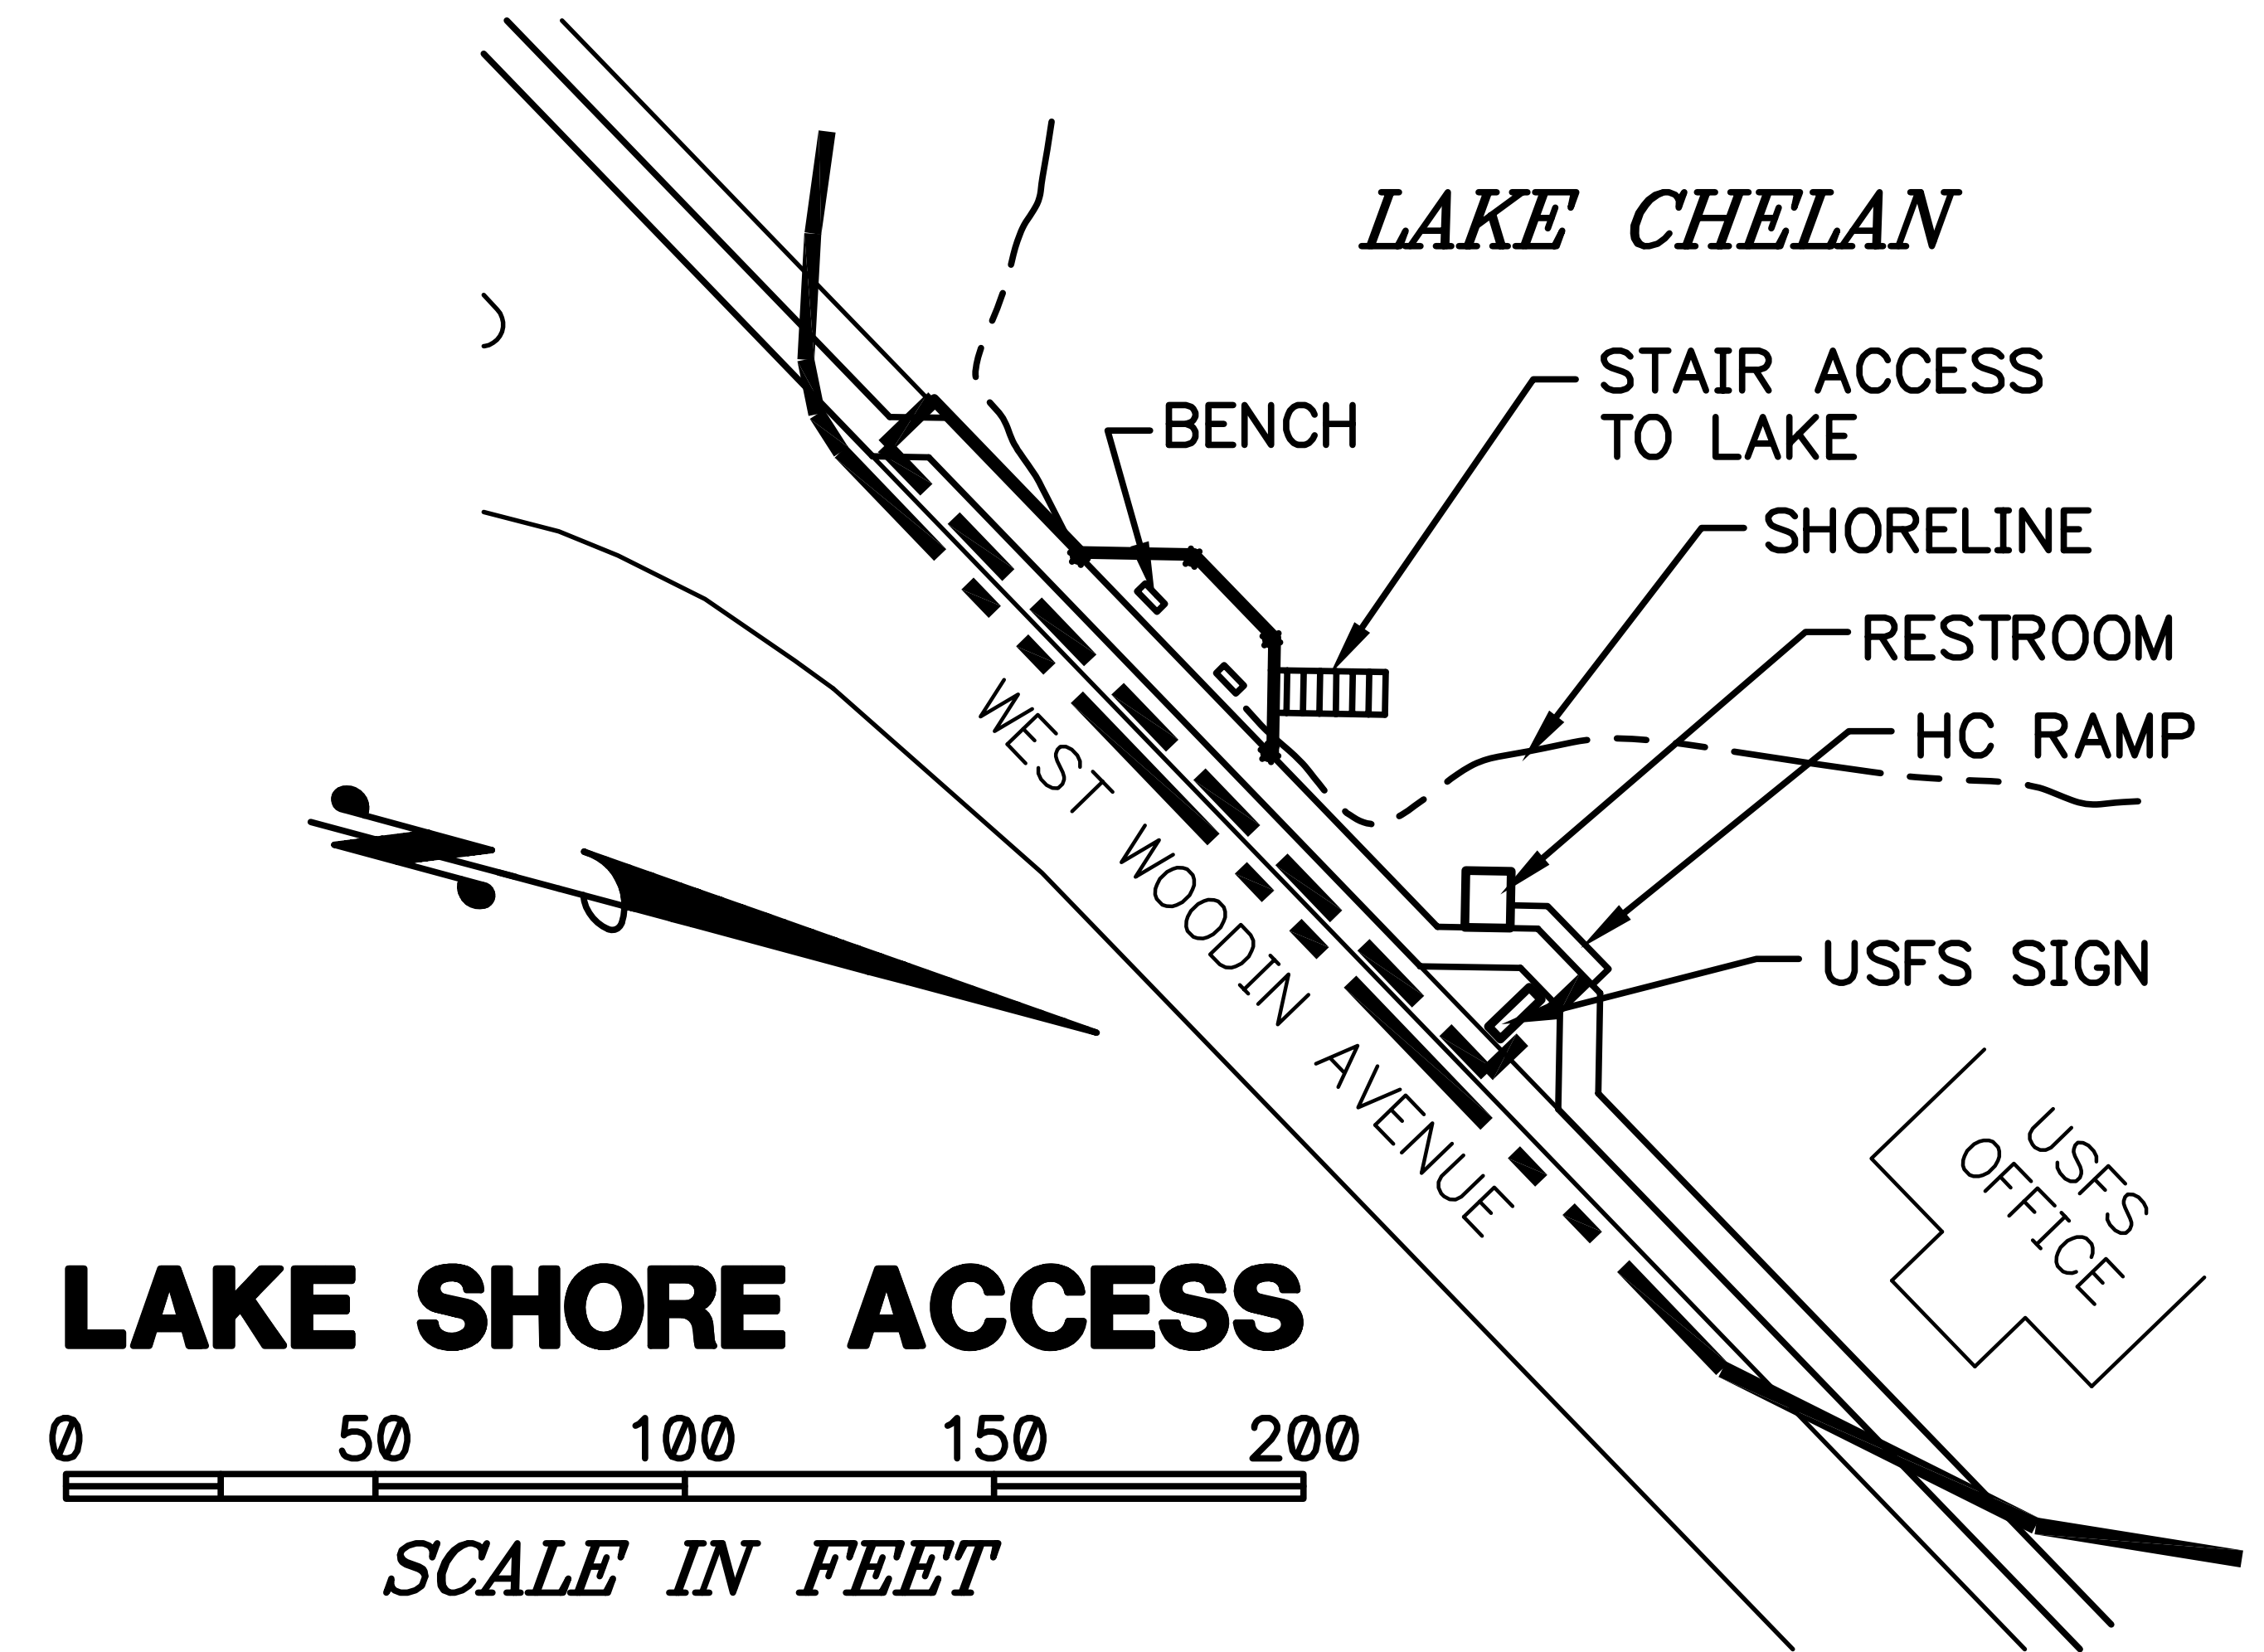 LAKE CHELAN
STAIR ACCESS
TO LAKE
BENCH
SHORELINE
RESTROOM
HC RAMP
USFS SIGN
WEST WOODIN AVENUE
N
USFS
OFFICE
LAKE SHORE ACCESS
0 50 100 150 200
SCALE IN FEET